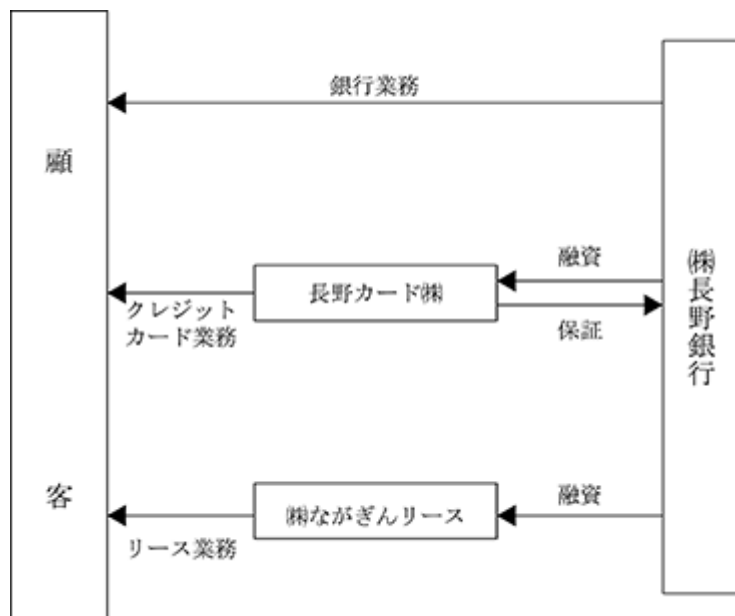 銀行業務
顧客
長野カード㈱
融資
保証
クレジット
カード業務
㈱長野銀行
㈱ながぎんリース
融資
リース業務